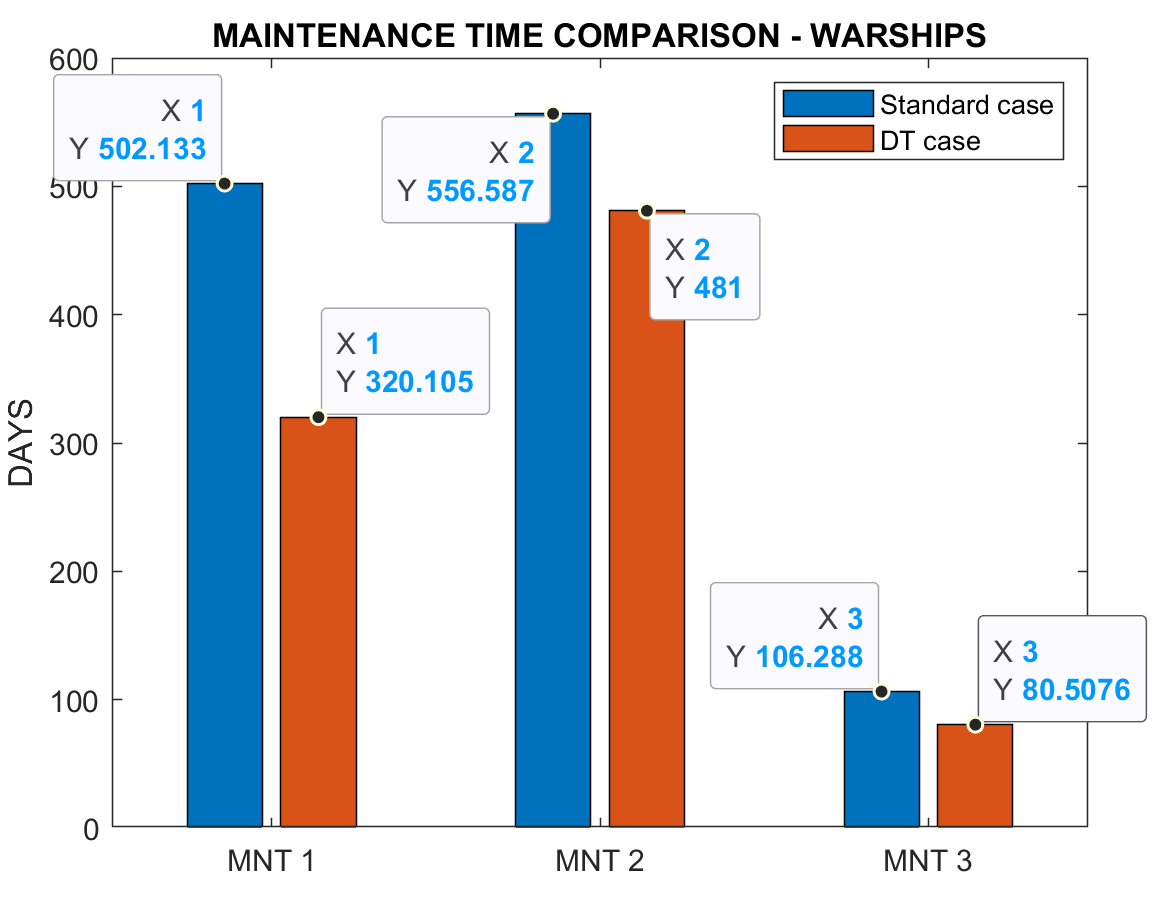 MAINTENANCE TIME COMPARISON - WARSHIPS
600
500
400
300
200
100
0
DAYS
X 1
Y 502.133
X 1
Y 320.105
X 2
Y 556.587
X 2
Y 481
X 3
Y 106.288
X 3
Y 80.5076
Standard case
DT case
MNT 1
MNT 2
MNT 3